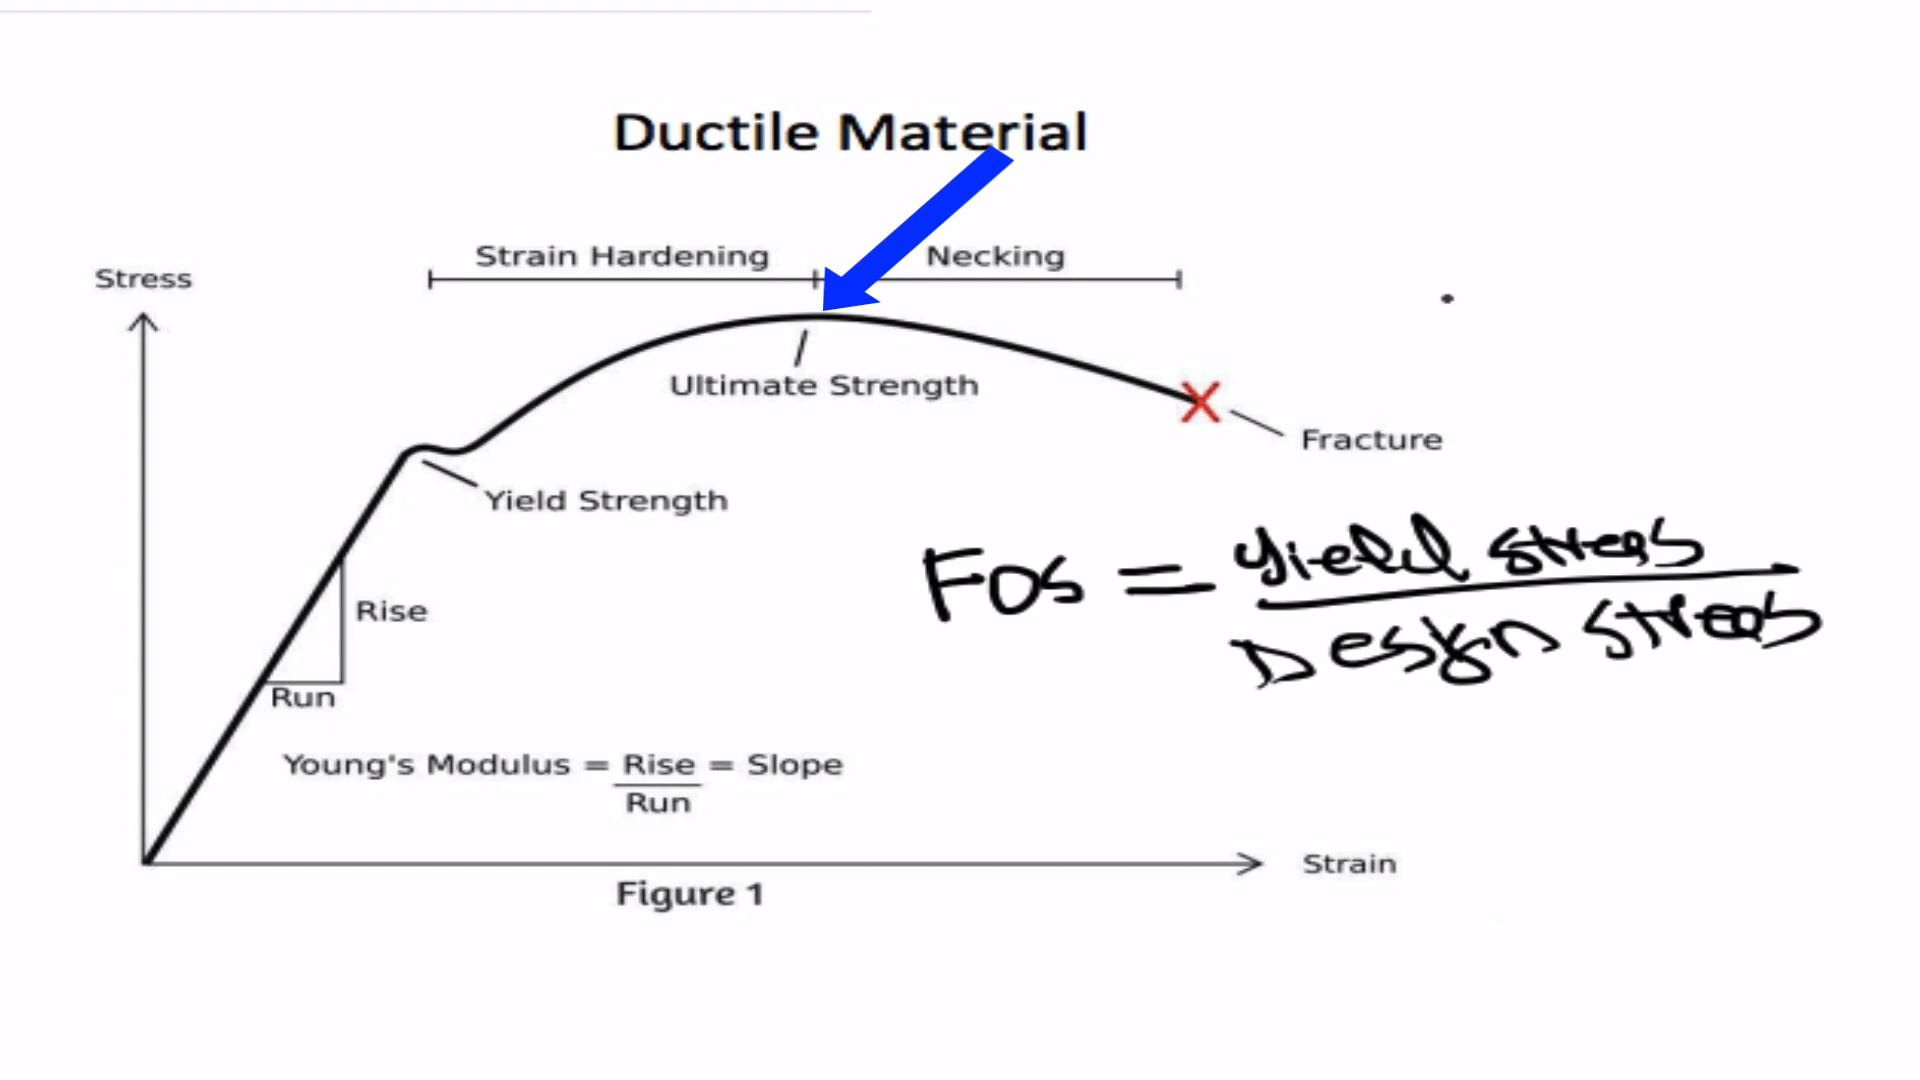 Ductile Material
Strain Hardening
Necking
Stress
Ultimate Strength
Fracture
Yield Strength
FOS = Yield stress
Design stress
Rise
Run
Young's Modulus = Rise = Slope
Run
Strain
Figure 1